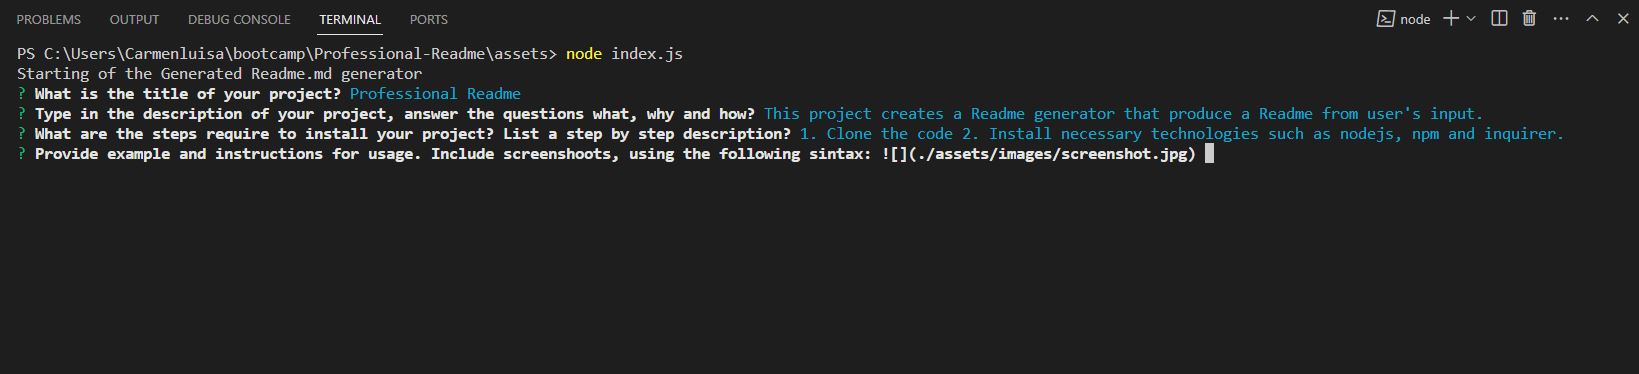 PROBLEMS OUTPUT DEBUG CONSOLE TERMINAL PORTS node
PS C:\Users\Carmenluisa\bootcamp\Professional-Readme\assets> node index.js
Starting of the Generated Readme.md generator
? What is the title of your project? Professional Readme
? Type in the description of your project, answer the questions what, why and how? This project creates a Readme generator that produce a Readme from user's input.
? What are the steps require to install your project? List a step by step description? 1. Clone the code 2. Install necessary technologies such as nodejs, npm and inquirer.
? Provide example and instructions for usage. Include screenshoots, using the following sintax: ![](./assets/images/screenshot.jpg)